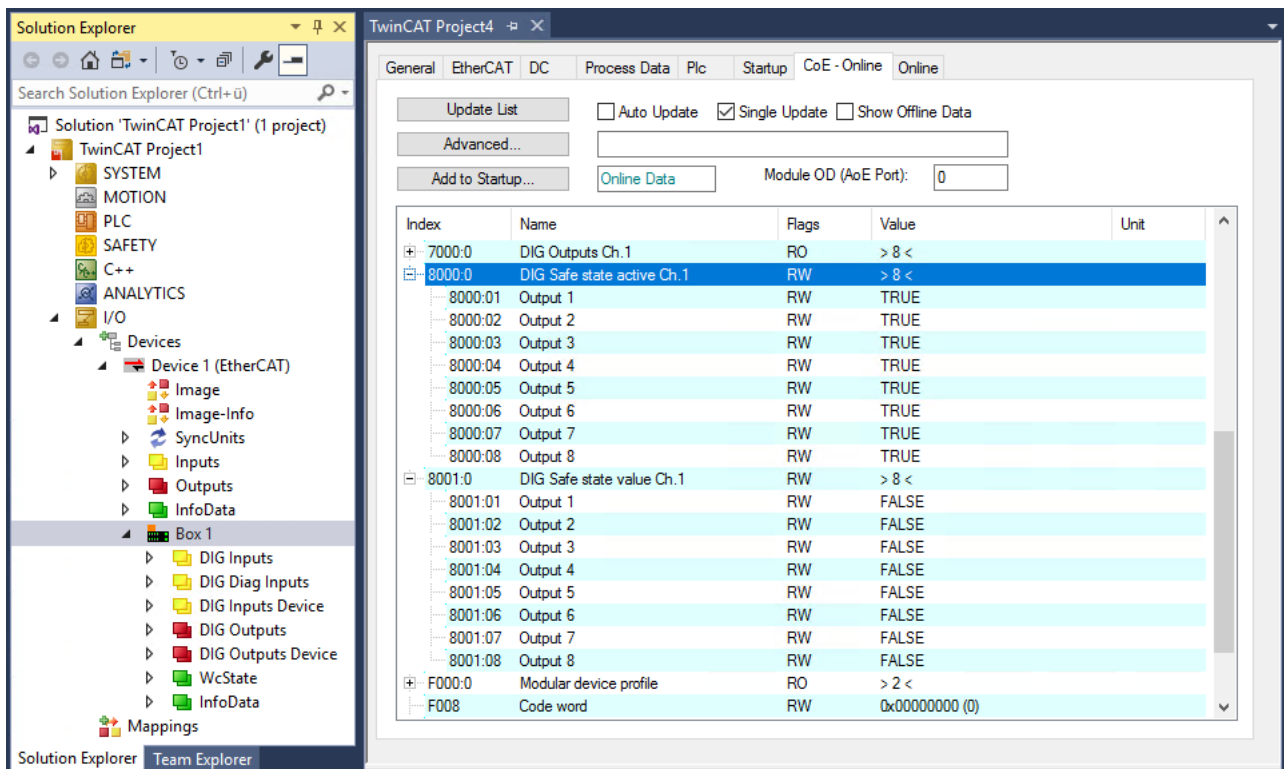 Solution Explorer
Search Solution Explorer (Ctrl+ü)
Solution 'TwinCAT Project1' (1 project)
TwinCAT Project1
SYSTEM
MOTION
PLC
SAFETY
C++
ANALYTICS
I/O
Devices
Device 1 (EtherCAT)
Image
Image-Info
SyncUnits
Inputs
Outputs
InfoData
Box 1
DIG Inputs
DIG Diag Inputs
DIG Inputs Device
DIG Outputs
DIG Outputs Device
WcState
InfoData
Mappings
Solution Explorer Team Explorer
TwinCAT Project4
General EtherCAT DC Process Data Plc Startup CoE - Online Online
Update List Auto Update Single Update Show Offline Data
Advanced...
Add to Startup... Online Data Module OD (AoE Port): 0
Index Name Flags Value Unit
7000:0 DIG Outputs Ch.1 RO > 8 <
8000:0 DIG Safe state active Ch.1 RW > 8 <
8000:01 Output 1 RW TRUE
8000:02 Output 2 RW TRUE
8000:03 Output 3 RW TRUE
8000:04 Output 4 RW TRUE
8000:05 Output 5 RW TRUE
8000:06 Output 6 RW TRUE
8000:07 Output 7 RW TRUE
8000:08 Output 8 RW TRUE
8001:0 DIG Safe state value Ch.1 RW > 8 <
8001:01 Output 1 RW FALSE
8001:02 Output 2 RW FALSE
8001:03 Output 3 RW FALSE
8001:04 Output 4 RW FALSE
8001:05 Output 5 RW FALSE
8001:06 Output 6 RW FALSE
8001:07 Output 7 RW FALSE
8001:08 Output 8 RW FALSE
F000:0 Modular device profile RO > 2 <
F008 Code word RW 0x00000000 (0)